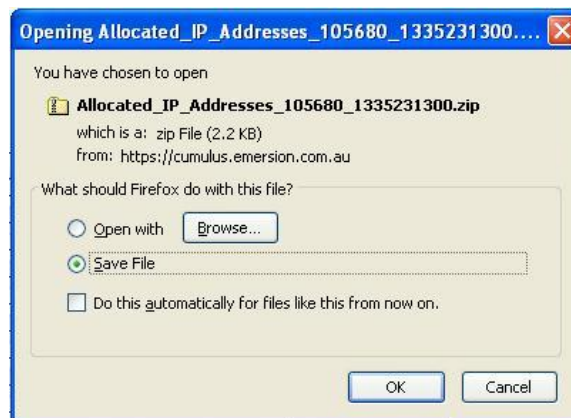 Opening Allocated_IP_Addresses_105680_1335231300....
You have chosen to open
Allocated_IP_Addresses_105680_1335231300.zip
which is a: zip File (2.2 KB)
from: https://cumulus.emersion.com.au
What should Firefox do with this file?
Open with Browse...
Save File
Do this automatically for files like this from now on.
OK Cancel